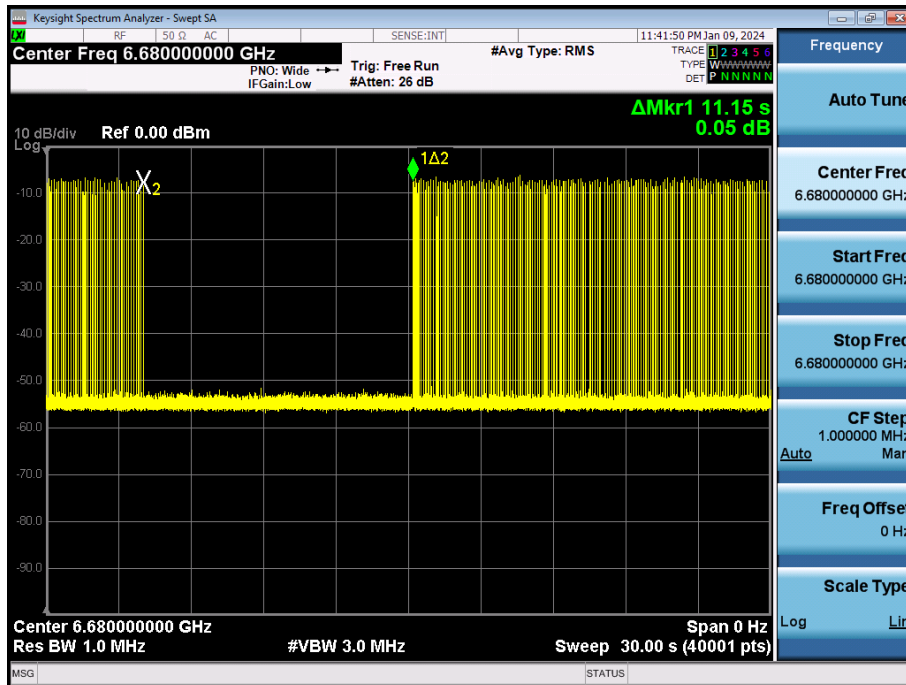 Keysight Spectrum Analyzer - Swept SA
LXI RF 50 Ω AC SENSE:INT 11:41:50 PM Jan 09, 2024
Center Freq 6.680000000 GHz
PNO: Wide
IFGain:Low
Trig: Free Run
#Atten: 26 dB
#Avg Type: RMS
TRACE 1 2 3 4 5 6
TYPE WWWWWW
DET P N N N N N
ΔMkr1 11.15 s
0.05 dB
10 dB/div
Log
Ref 0.00 dBm
1Δ2
X2
-10.0
-20.0
-30.0
-40.0
-50.0
-60.0
-70.0
-80.0
-90.0
Center 6.680000000 GHz
Span 0 Hz
Res BW 1.0 MHz
#VBW 3.0 MHz
Sweep 30.00 s (40001 pts)
MSG
STATUS
Frequency
Auto Tune
Center Freq
6.680000000 GHz
Start Freq
6.680000000 GHz
Stop Freq
6.680000000 GHz
CF Step
1.000000 MHz
Auto Man
Freq Offset
0 Hz
Scale Type
Log Lin